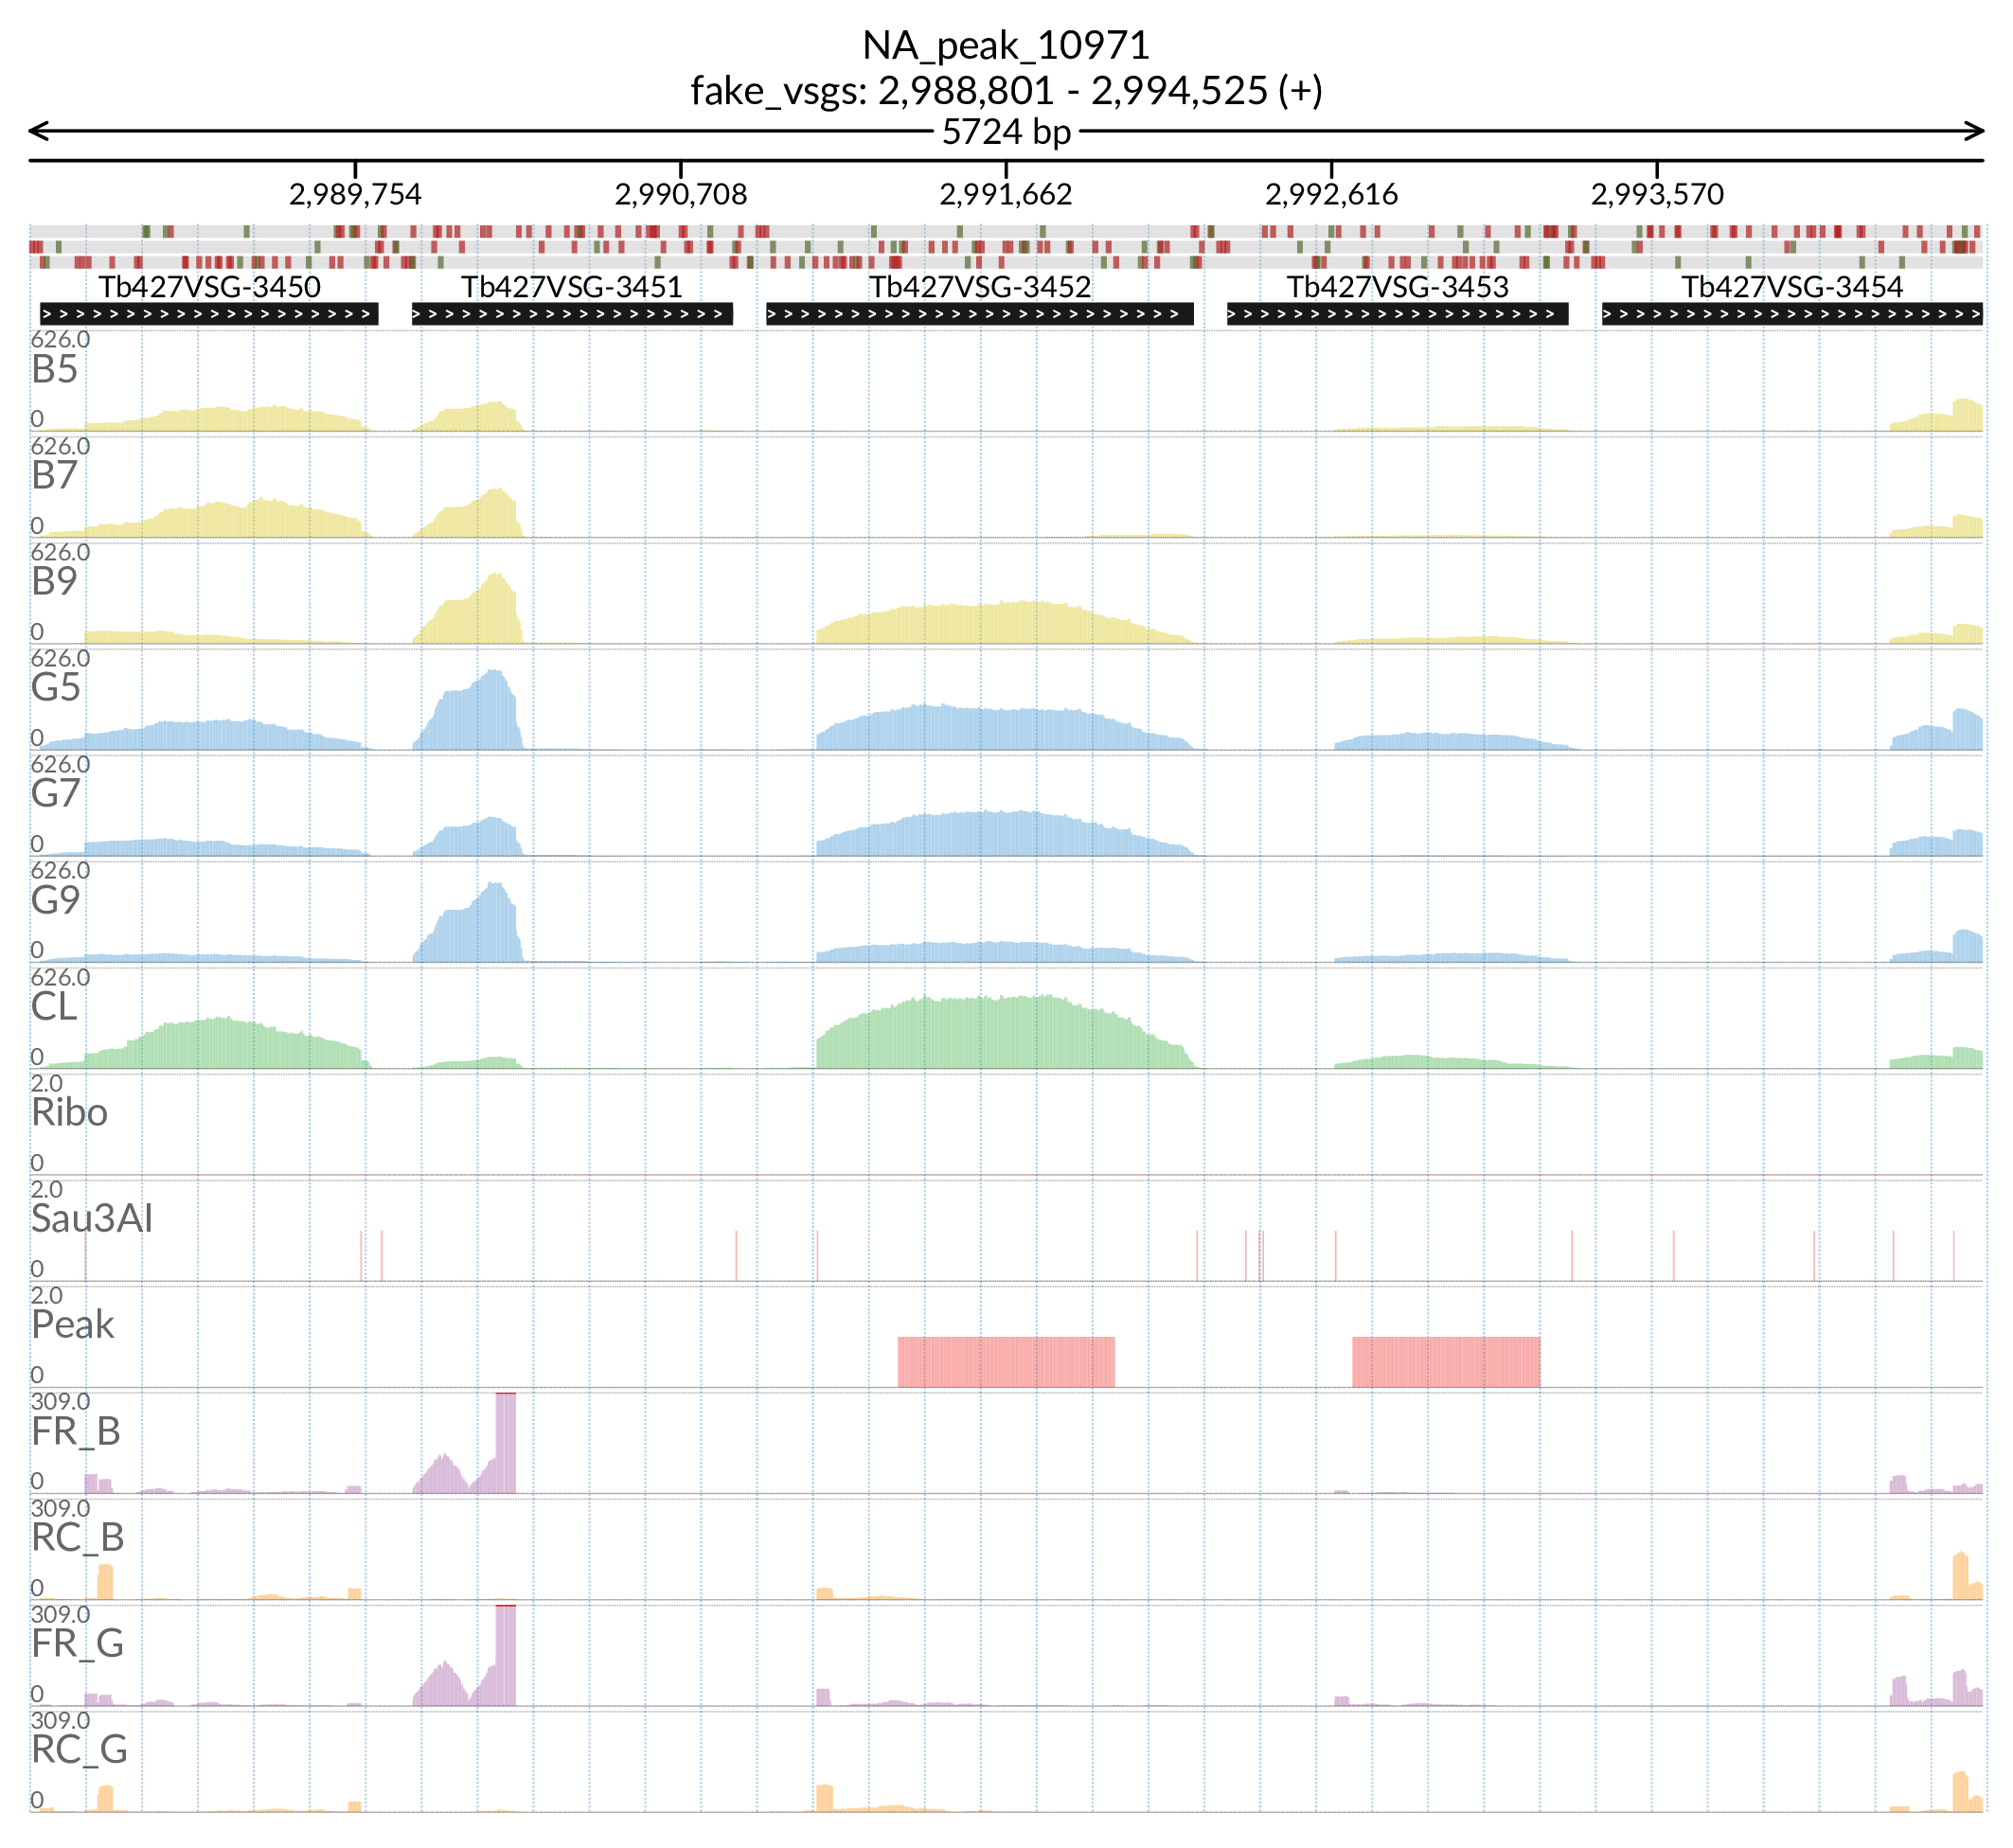 NA_peak_10971
fake_vsgs: 2,988,801 - 2,994,525 (+)
5724 bp
2,989,754 2,990,708 2,991,662 2,992,616 2,993,570
Tb427VSG-3450 Tb427VSG-3451 Tb427VSG-3452 Tb427VSG-3453 Tb427VSG-3454
626.0
B5
0
626.0
B7
0
626.0
B9
0
626.0
G5
0
626.0
G7
0
626.0
G9
0
626.0
CL
0
2.0
Ribo
0
2.0
Sau3AI
0
2.0
Peak
0
309.0
FR_B
0
309.0
RC_B
0
309.0
FR_G
0
309.0
RC_G
0